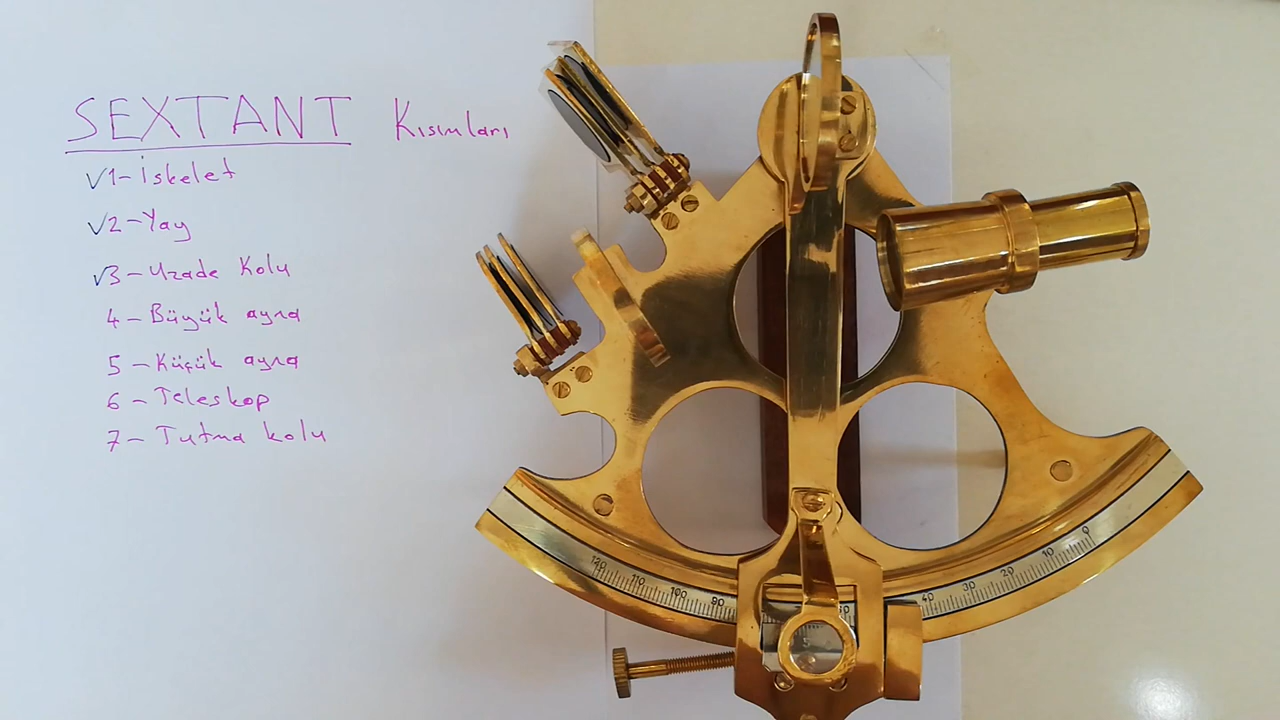 SEXTANT Kısımları
√1-İskelet
√2-Yay
√3-Uzade Kolu
4-Büyük ayna
5-Küçük ayna
6-Teleskop
7-Tutma kolu
120 110 100 90 40 30 20 10 0